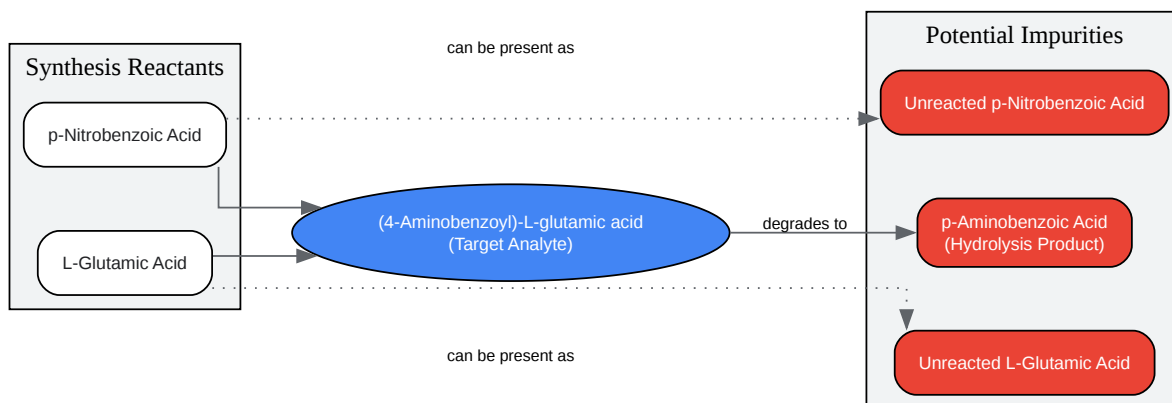 can be present as
Potential Impurities
Synthesis Reactants
Unreacted p-Nitrobenzoic Acid
p-Nitrobenzoic Acid
(4-Aminobenzoyl)-L-glutamic acid
(Target Analyte)
degrades to
p-Aminobenzoic Acid
(Hydrolysis Product)
L-Glutamic Acid
can be present as
Unreacted L-Glutamic Acid